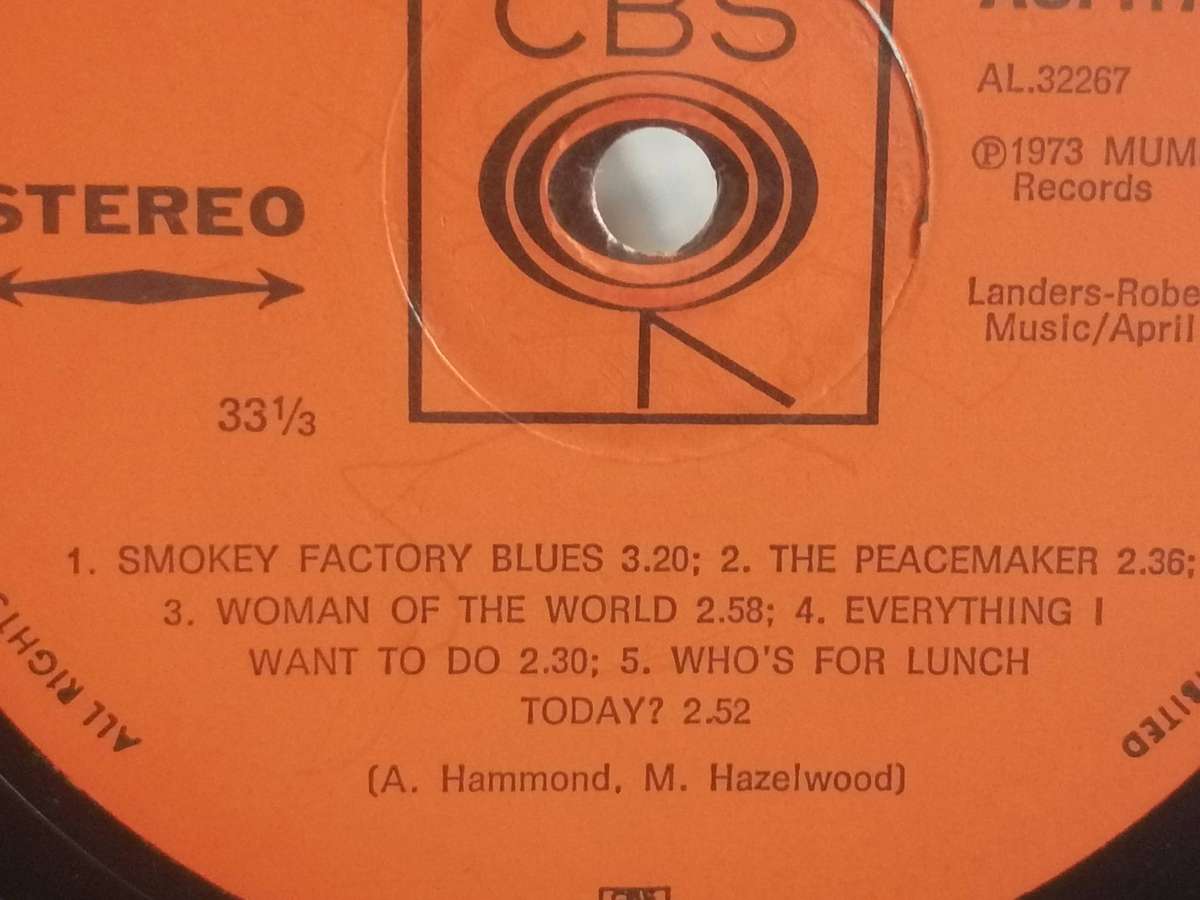 CBS
AL.32267
℗1973 MUM
Records
STEREO
Landers-Robe
Music/April
33⅓
1. SMOKEY FACTORY BLUES 3.20; 2. THE PEACEMAKER 2.36;
3. WOMAN OF THE WORLD 2.58; 4. EVERYTHING I
WANT TO DO 2.30; 5. WHO'S FOR LUNCH
TODAY? 2.52
(A. Hammond, M. Hazelwood)
ALL RIGHTS
BITED